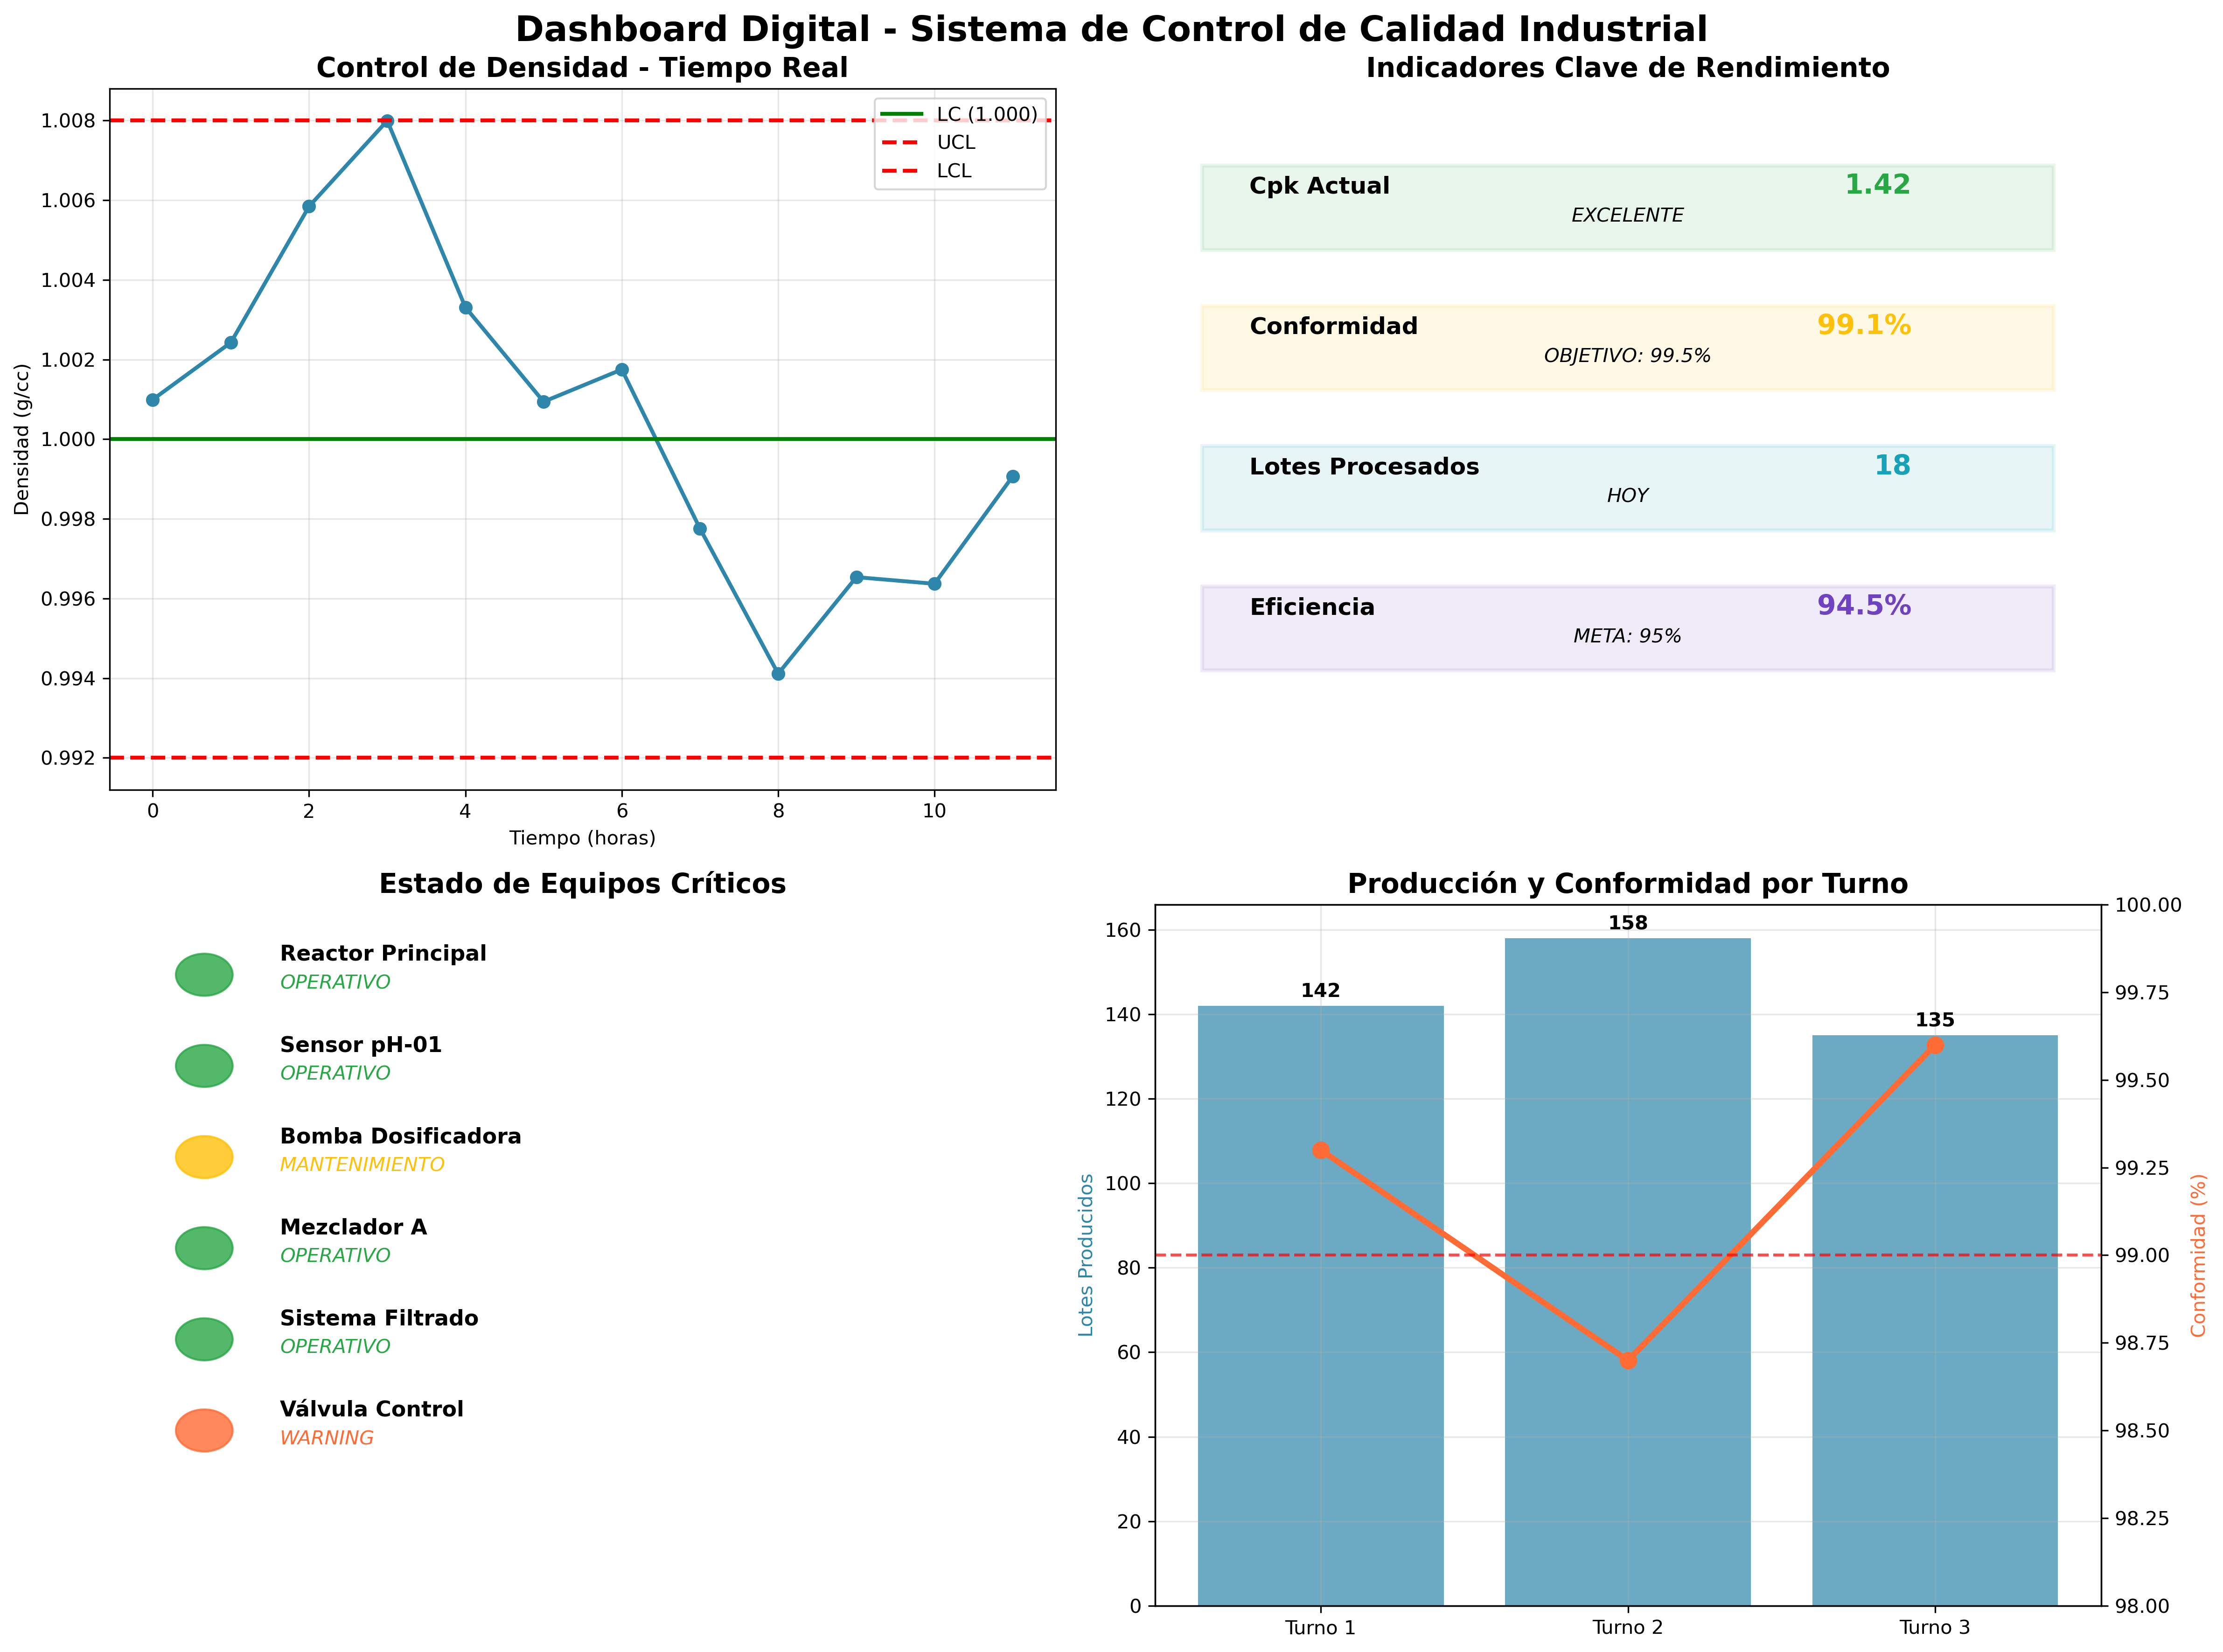 Dashboard Digital - Sistema de Control de Calidad Industrial
Control de Densidad - Tiempo Real
LC (1.000)
UCL
LCL
1.008
1.006
1.004
1.002
1.000
0.998
0.996
0.994
0.992
Densidad (g/cc)
0 2 4 6 8 10
Tiempo (horas)
Indicadores Clave de Rendimiento
Cpk Actual 1.42
EXCELENTE
Conformidad 99.1%
OBJETIVO: 99.5%
Lotes Procesados 18
HOY
Eficiencia 94.5%
META: 95%
Estado de Equipos Críticos
Reactor Principal
OPERATIVO
Sensor pH-01
OPERATIVO
Bomba Dosificadora
MANTENIMIENTO
Mezclador A
OPERATIVO
Sistema Filtrado
OPERATIVO
Válvula Control
WARNING
Producción y Conformidad por Turno
160
140
120
100
80
60
40
20
0
Lotes Producidos
142
158
135
100.00
99.75
99.50
99.25
99.00
98.75
98.50
98.25
98.00
Conformidad (%)
Turno 1 Turno 2 Turno 3